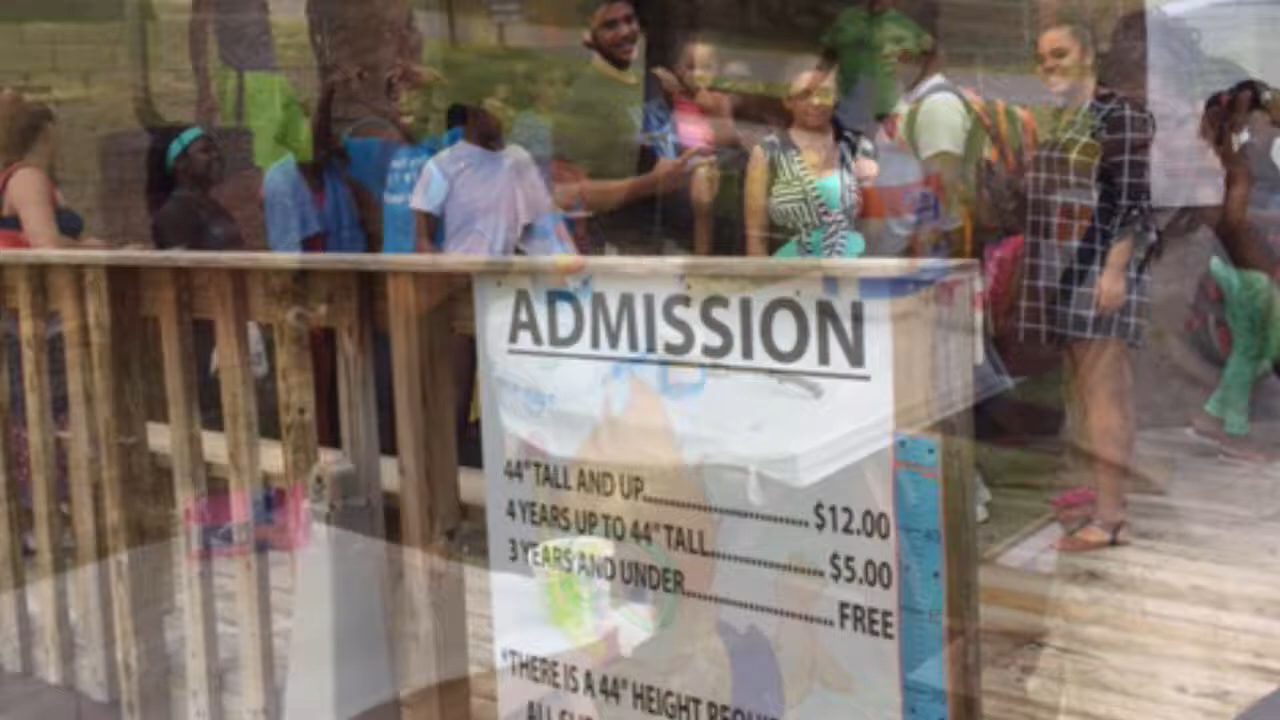 ADMISSION
44" TALL AND UP.................................... $12.00
4 YEARS UP TO 44" TALL......................... $5.00
3 YEARS AND UNDER................................ FREE
*THERE IS A 44" HEIGHT